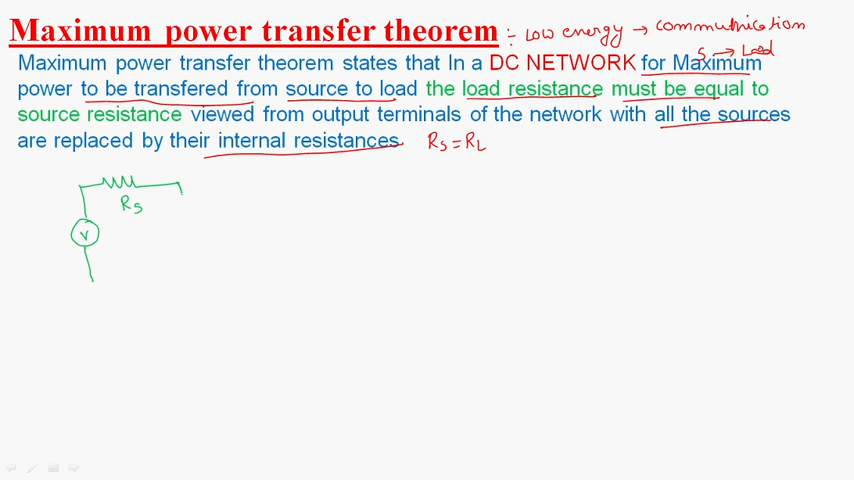 Maximum power transfer theorem :- Low energy → communication
S → Load
Maximum power transfer theorem states that In a DC NETWORK for Maximum
power to be transfered from source to load the load resistance must be equal to
source resistance viewed from output terminals of the network with all the sources
are replaced by their internal resistances. RS = RL
RS
V